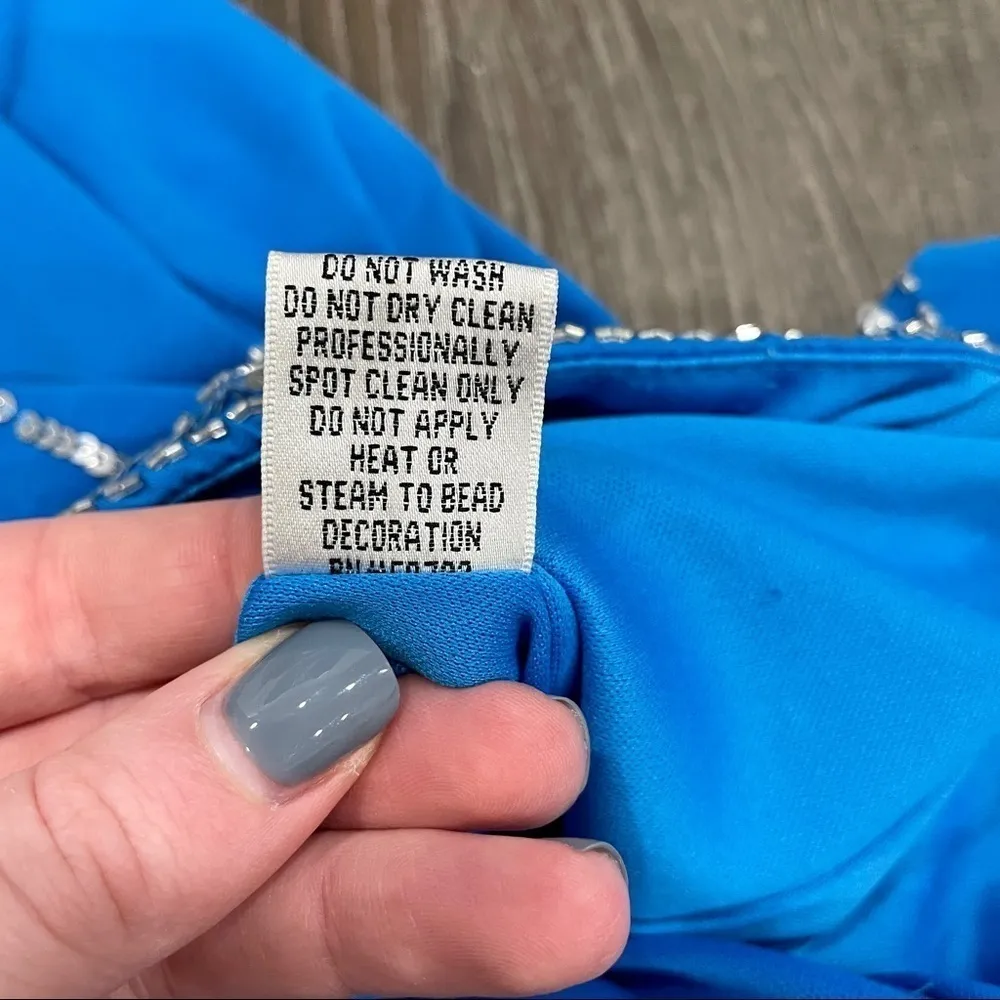 DO NOT WASH
DO NOT DRY CLEAN
PROFESSIONALLY
SPOT CLEAN ONLY
DO NOT APPLY
HEAT OR
STEAM TO BEAD
DECORATION